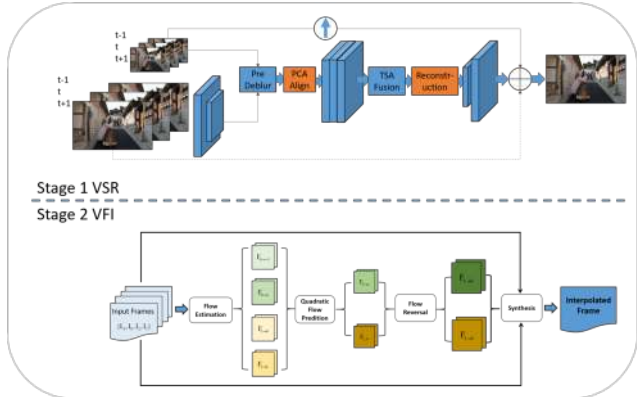 t-1
t
t+1
t-1
t
t+1
Pre
Deblur
PCA
Align
TSA
Fusion
Reconstr-
uction
Stage 1 VSR
Stage 2 VFI
Input Frames
Flow
Estimation
Quadratic
Flow
Predition
Flow
Reversal
Synthesis
Interpolated
Frame